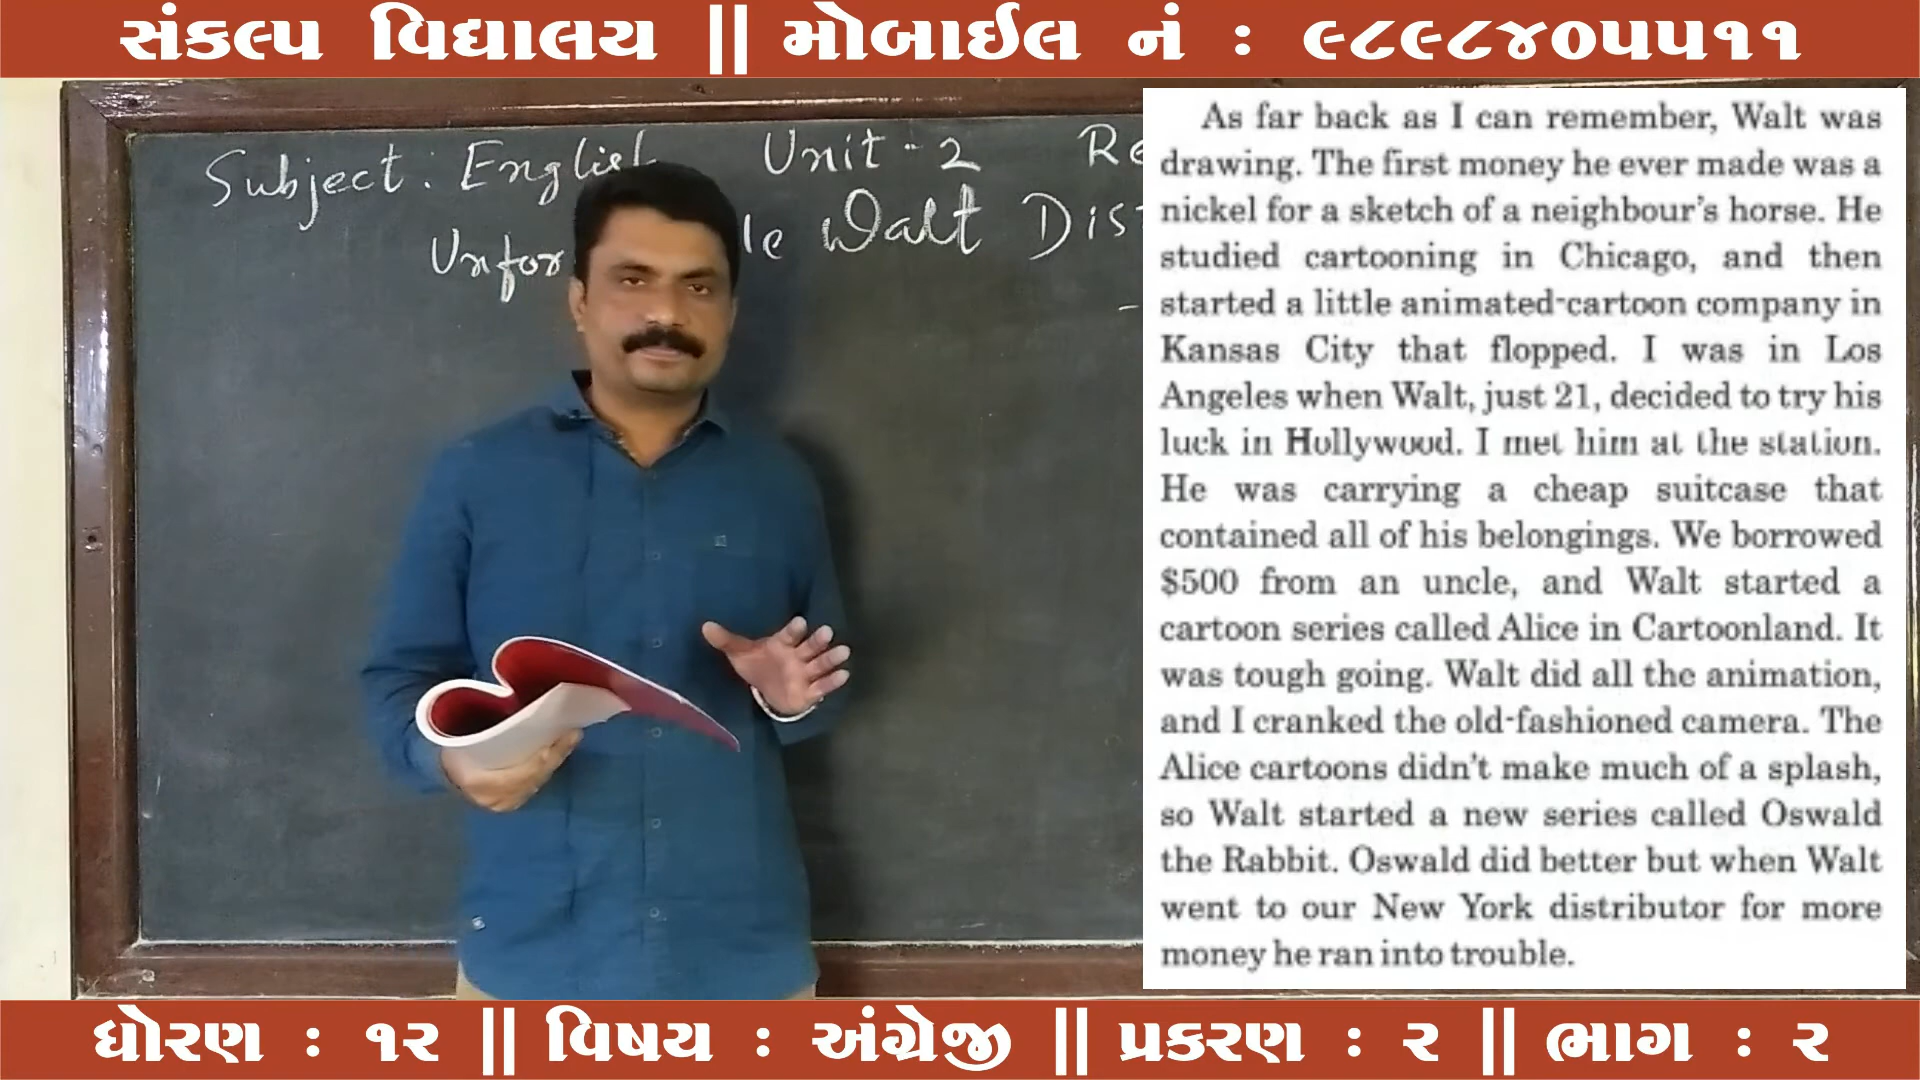 સંકલ્પ વિદ્યાલય || મોબાઈલ નં : ૯૮૯૮૪૦૫૫૧૧
Subject : English Unit - 2 Re
Walt Dis
As far back as I can remember, Walt was
drawing. The first money he ever made was a
nickel for a sketch of a neighbour's horse. He
studied cartooning in Chicago, and then
started a little animated-cartoon company in
Kansas City that flopped. I was in Los
Angeles when Walt, just 21, decided to try his
luck in Hollywood. I met him at the station.
He was carrying a cheap suitcase that
contained all of his belongings. We borrowed
$500 from an uncle, and Walt started a
cartoon series called Alice in Cartoonland. It
was tough going. Walt did all the animation,
and I cranked the old-fashioned camera. The
Alice cartoons didn't make much of a splash,
so Walt started a new series called Oswald
the Rabbit. Oswald did better but when Walt
went to our New York distributor for more
money he ran into trouble.
ધોરણ : ૧૨ || વિષય : અંગ્રેજી || પ્રકરણ : ૨ || ભાગ : ૨